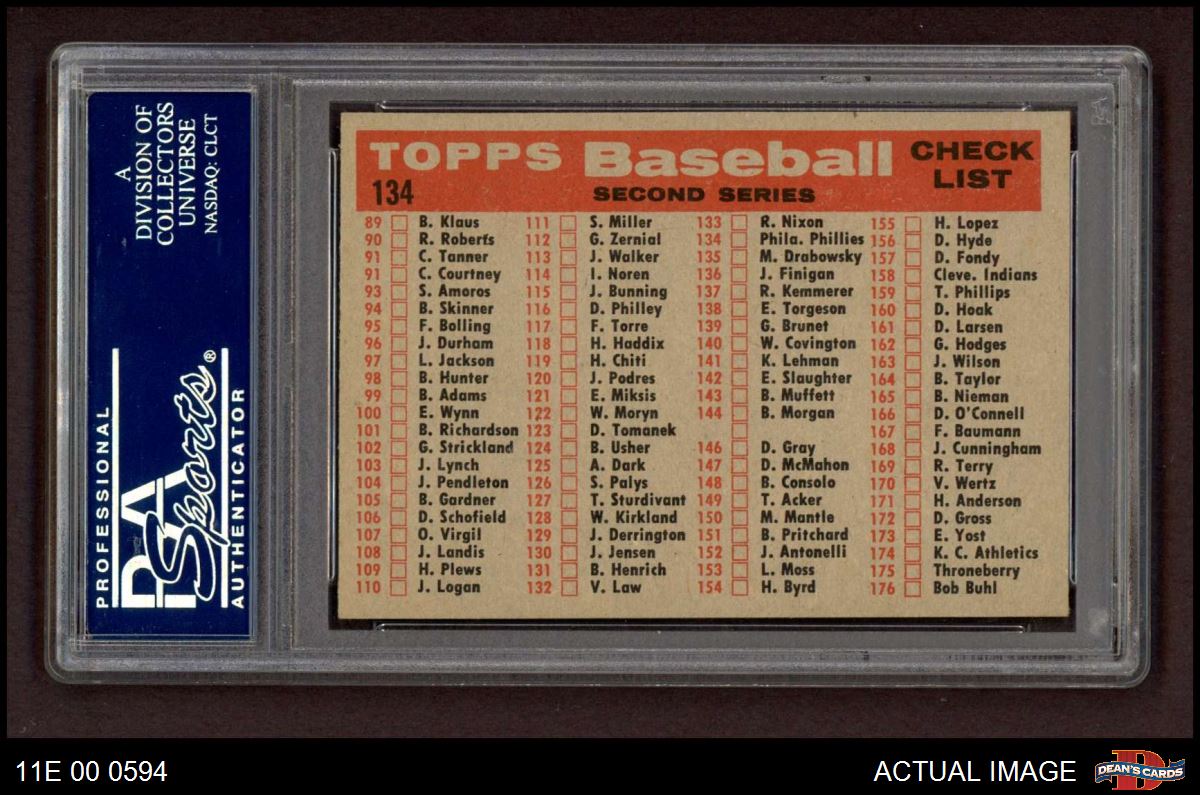 A
DIVISION OF
COLLECTORS
UNIVERSE
NASDAQ: CLCT
PROFESSIONAL
PSA
Sports®
AUTHENTICATOR
TOPPS Baseball CHECK LIST
134 SECOND SERIES
89 B. Klaus 111 S. Miller 133 R. Nixon 155 H. Lopez
90 R. Roberts 112 G. Zernial 134 Phila. Phillies 156 D. Hyde
91 C. Tanner 113 J. Walker 135 M. Drabowsky 157 D. Fondy
91 C. Courtney 114 I. Noren 136 J. Finigan 158 Cleve. Indians
93 S. Amoros 115 J. Bunning 137 R. Kemmerer 159 T. Phillips
94 B. Skinner 116 D. Philley 138 E. Torgeson 160 D. Hoak
95 F. Bolling 117 F. Torre 139 G. Brunet 161 D. Larsen
96 J. Durham 118 H. Haddix 140 W. Covington 162 G. Hodges
97 L. Jackson 119 H. Chiti 141 K. Lehman 163 J. Wilson
98 B. Hunter 120 J. Podres 142 E. Slaughter 164 B. Taylor
99 B. Adams 121 E. Miksis 143 B. Muffett 165 B. Nieman
100 E. Wynn 122 W. Moryn 144 B. Morgan 166 D. O'Connell
101 B. Richardson 123 D. Tomanek 167 F. Baumann
102 G. Strickland 124 B. Usher 146 D. Gray 168 J. Cunningham
103 J. Lynch 125 A. Dark 147 D. McMahon 169 R. Terry
104 J. Pendleton 126 S. Palys 148 B. Consolo 170 V. Wertz
105 B. Gardner 127 T. Sturdivant 149 T. Acker 171 H. Anderson
106 D. Schofield 128 W. Kirkland 150 M. Mantle 172 D. Gross
107 O. Virgil 129 J. Derrington 151 B. Pritchard 173 E. Yost
108 J. Landis 130 J. Jensen 152 J. Antonelli 174 K. C. Athletics
109 H. Plews 131 B. Henrich 153 L. Moss 175 Throneberry
110 J. Logan 132 V. Law 154 H. Byrd 176 Bob Buhl
11E 00 0594 ACTUAL IMAGE DEAN'S CARDS